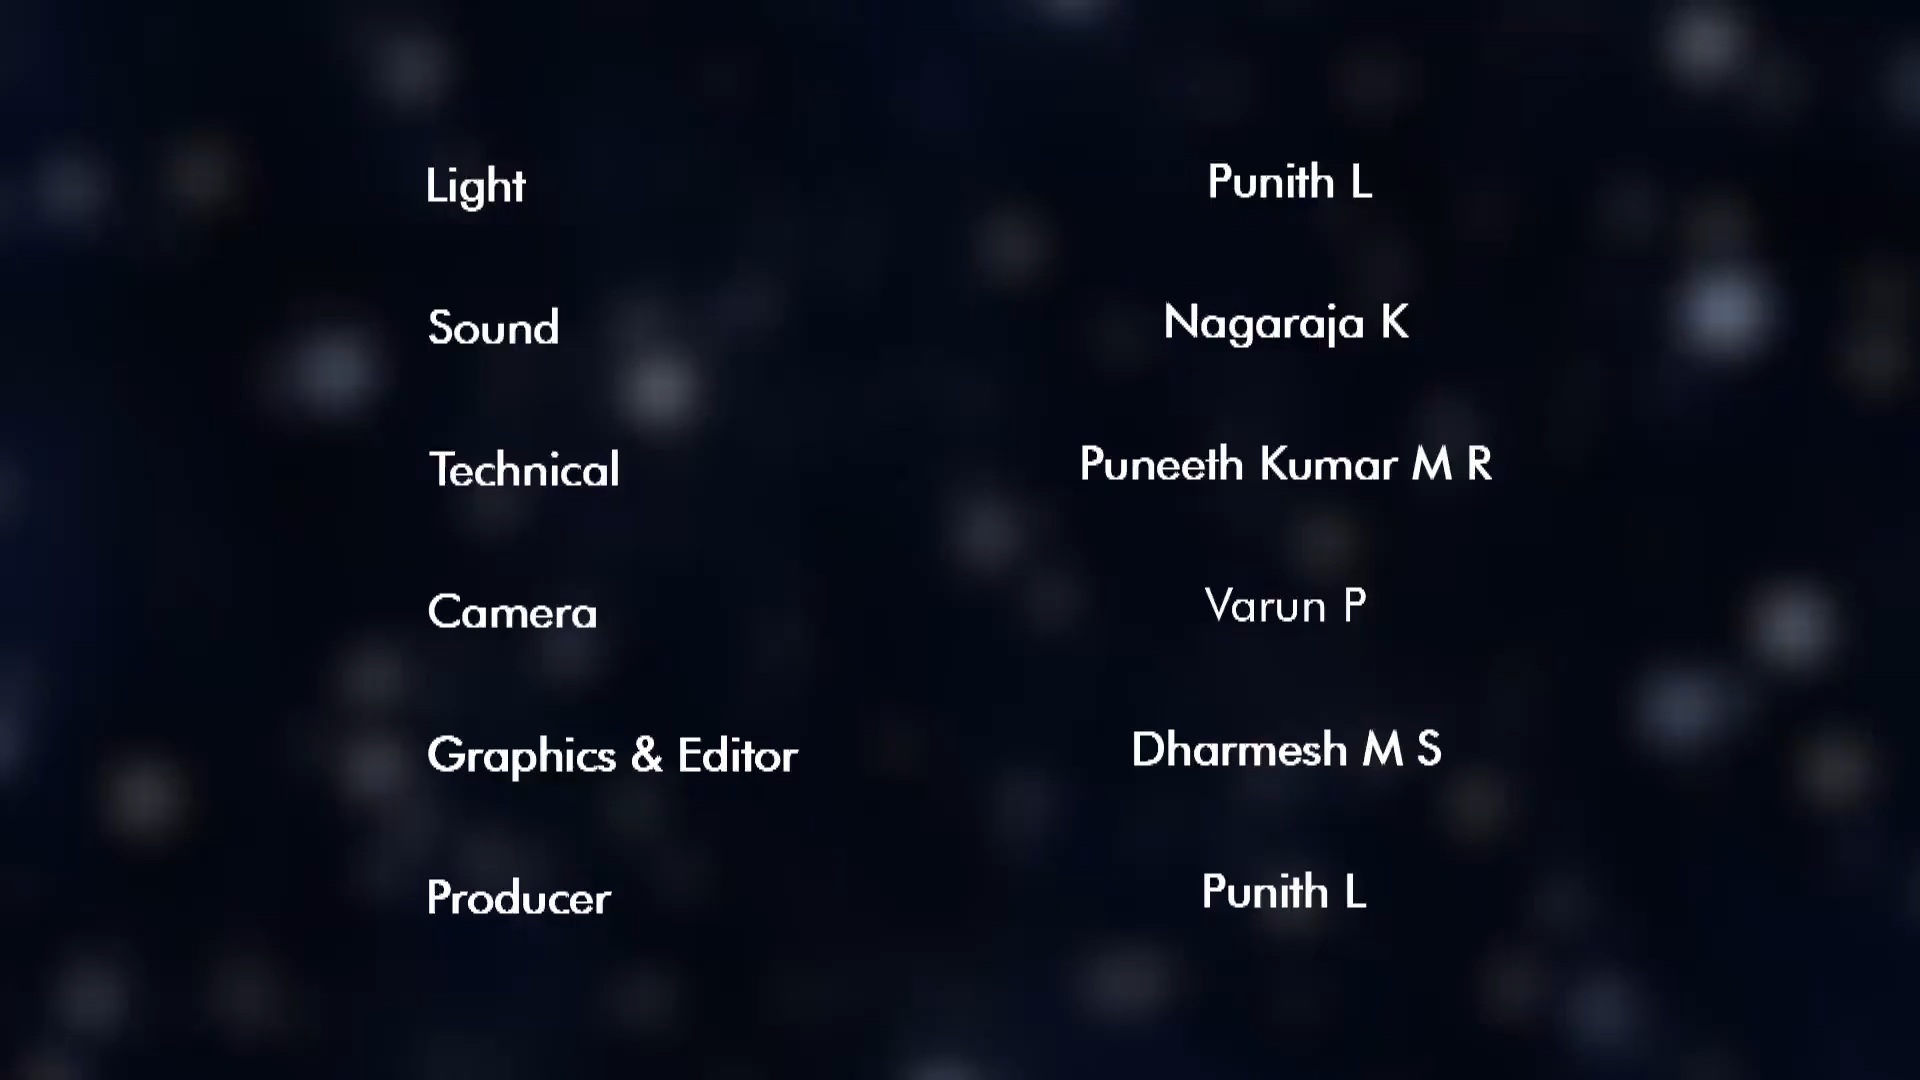 Light Punith L
Sound Nagaraja K
Technical Puneeth Kumar M R
Camera Varun P
Graphics & Editor Dharmesh M S
Producer Punith L